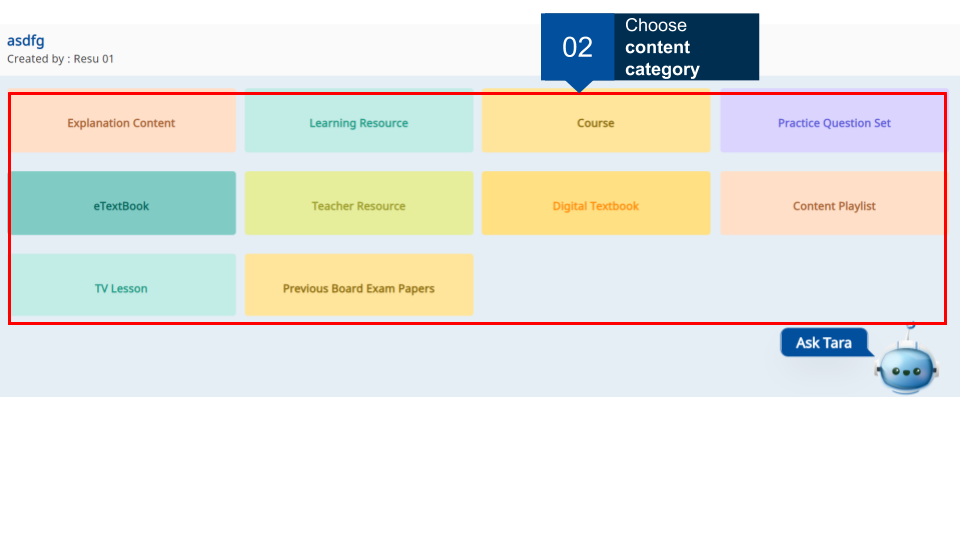 asdfg
Created by : Resu 01
02
Choose
content
category
Explanation Content
Learning Resource
Course
Practice Question Set
eTextBook
Teacher Resource
Digital Textbook
Content Playlist
TV Lesson
Previous Board Exam Papers
Ask Tara